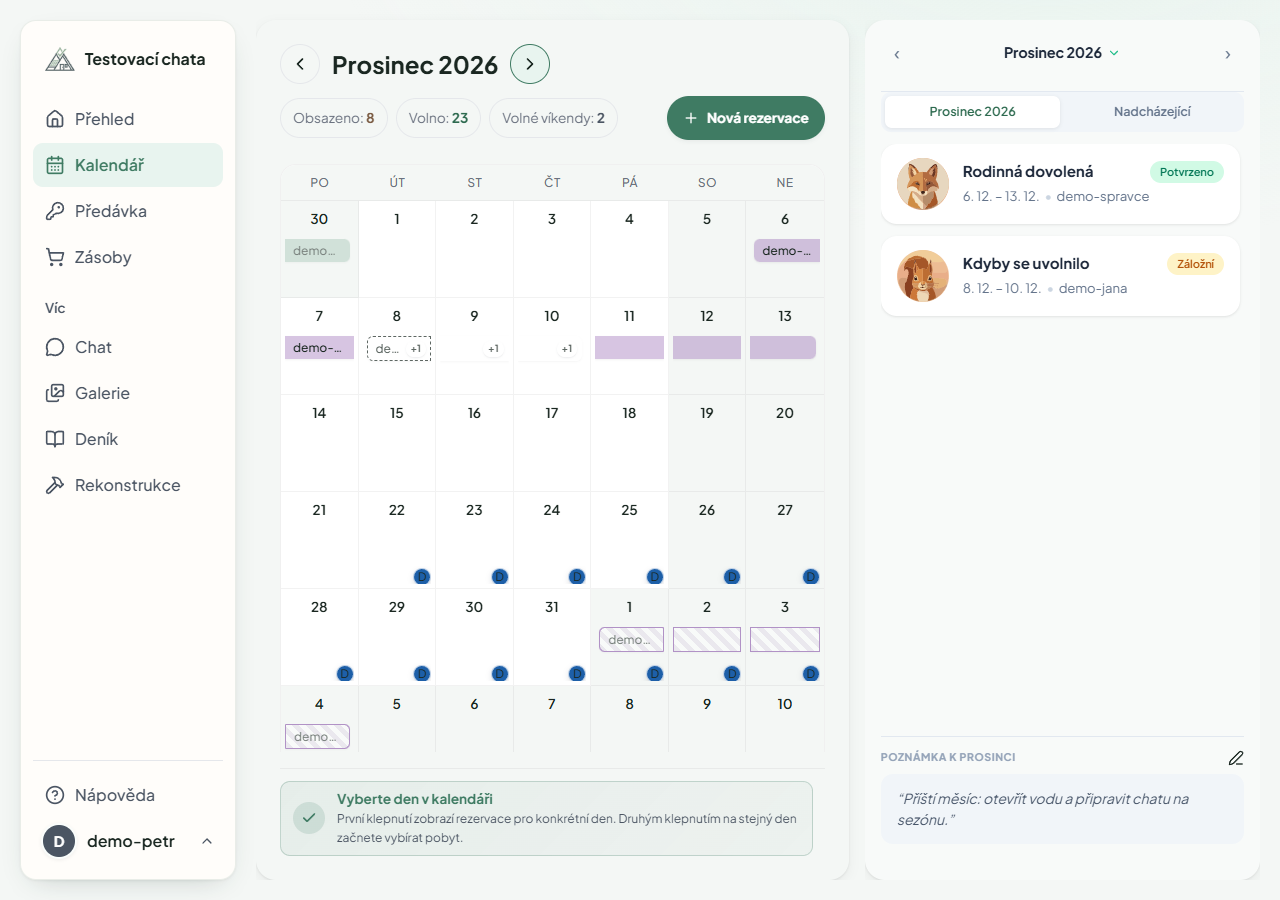 Testovací chata
Přehled
Kalendář
Předávka
Zásoby
Víc
Chat
Galerie
Deník
Rekonstrukce
Nápověda
D demo-petr
Prosinec 2026
Obsazeno: 8 Volno: 23 Volné víkendy: 2 + Nová rezervace
PO ÚT ST ČT PÁ SO NE
30 1 2 3 4 5 6
demo… demo-…
7 8 9 10 11 12 13
demo-… de… +1 +1 +1
14 15 16 17 18 19 20
21 22 23 24 25 26 27
D D D D D D
28 29 30 31 1 2 3
demo…
D D D D D D D
4 5 6 7 8 9 10
demo…
Vyberte den v kalendáři
První klepnutí zobrazí rezervace pro konkrétní den. Druhým klepnutím na stejný den
začnete vybírat pobyt.
‹ Prosinec 2026 ›
Prosinec 2026 Nadcházející
Rodinná dovolená Potvrzeno
6. 12. – 13. 12. • demo-spravce
Kdyby se uvolnilo Záložní
8. 12. – 10. 12. • demo-jana
POZNÁMKA K PROSINCI
“Příští měsíc: otevřít vodu a připravit chatu na
sezónu.”